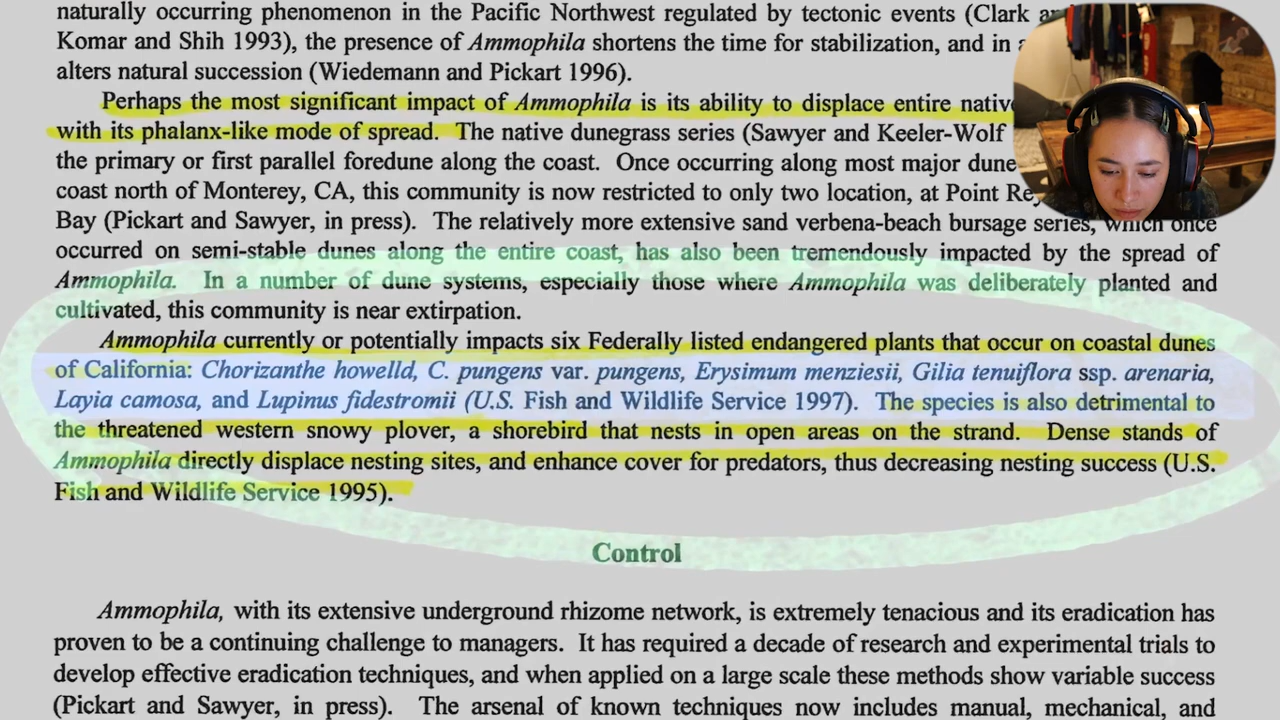 naturally occurring phenomenon in the Pacific Northwest regulated by tectonic events (Clark
Komar and Shih 1993), the presence of Ammophila shortens the time for stabilization, and in
alters natural succession (Wiedemann and Pickart 1996).
Perhaps the most significant impact of Ammophila is its ability to displace entire native
with its phalanx-like mode of spread. The native dunegrass series (Sawyer and Keeler-Wolf
the primary or first parallel foredune along the coast. Once occurring along most major dune
coast north of Monterey, CA, this community is now restricted to only two location, at Point
Bay (Pickart and Sawyer, in press). The relatively more extensive sand verbena-beach bursage series, which once
occurred on semi-stable dunes along the entire coast, has also been tremendously impacted by the spread of
Ammophila. In a number of dune systems, especially those where Ammophila was deliberately planted and
cultivated, this community is near extirpation.
Ammophila currently or potentially impacts six Federally listed endangered plants that occur on coastal dunes
of California: Chorizanthe howelld, C. pungens var. pungens, Erysimum menziesii, Gilia tenuiflora ssp. arenaria,
Layia camosa, and Lupinus fidestromii (U.S. Fish and Wildlife Service 1997). The species is also detrimental to
the threatened western snowy plover, a shorebird that nests in open areas on the strand. Dense stands of
Ammophila directly displace nesting sites, and enhance cover for predators, thus decreasing nesting success (U.S.
Fish and Wildlife Service 1995).
Control
Ammophila, with its extensive underground rhizome network, is extremely tenacious and its eradication has
proven to be a continuing challenge to managers. It has required a decade of research and experimental trials to
develop effective eradication techniques, and when applied on a large scale these methods show variable success
(Pickart and Sawyer, in press). The arsenal of known techniques now includes manual, mechanical, and